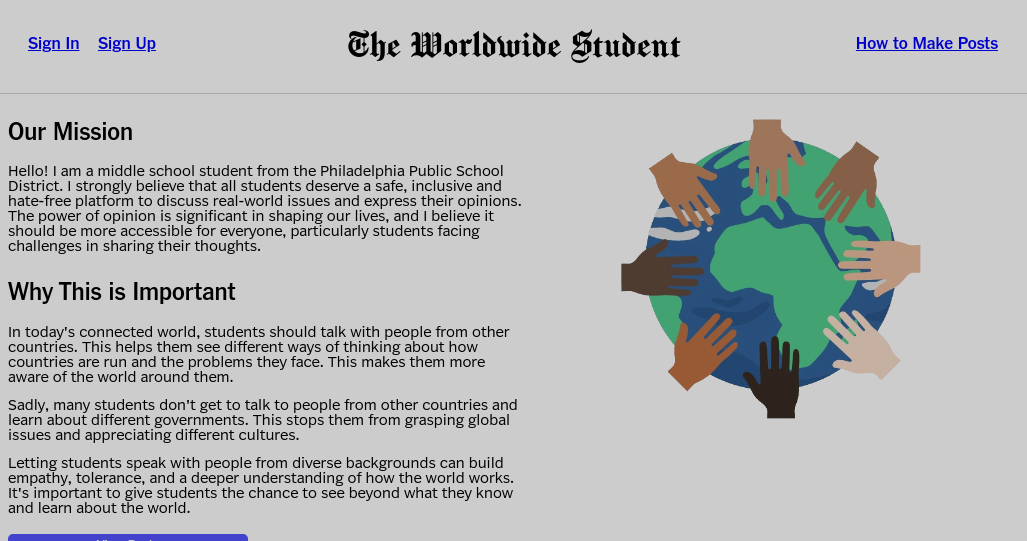 Sign In Sign Up The Worldwide Student How to Make Posts
Our Mission
Hello! I am a middle school student from the Philadelphia Public School
District. I strongly believe that all students deserve a safe, inclusive and
hate-free platform to discuss real-world issues and express their opinions.
The power of opinion is significant in shaping our lives, and I believe it
should be more accessible for everyone, particularly students facing
challenges in sharing their thoughts.
Why This is Important
In today's connected world, students should talk with people from other
countries. This helps them see different ways of thinking about how
countries are run and the problems they face. This makes them more
aware of the world around them.
Sadly, many students don't get to talk to people from other countries and
learn about different governments. This stops them from grasping global
issues and appreciating different cultures.
Letting students speak with people from diverse backgrounds can build
empathy, tolerance, and a deeper understanding of how the world works.
It's important to give students the chance to see beyond what they know
and learn about the world.